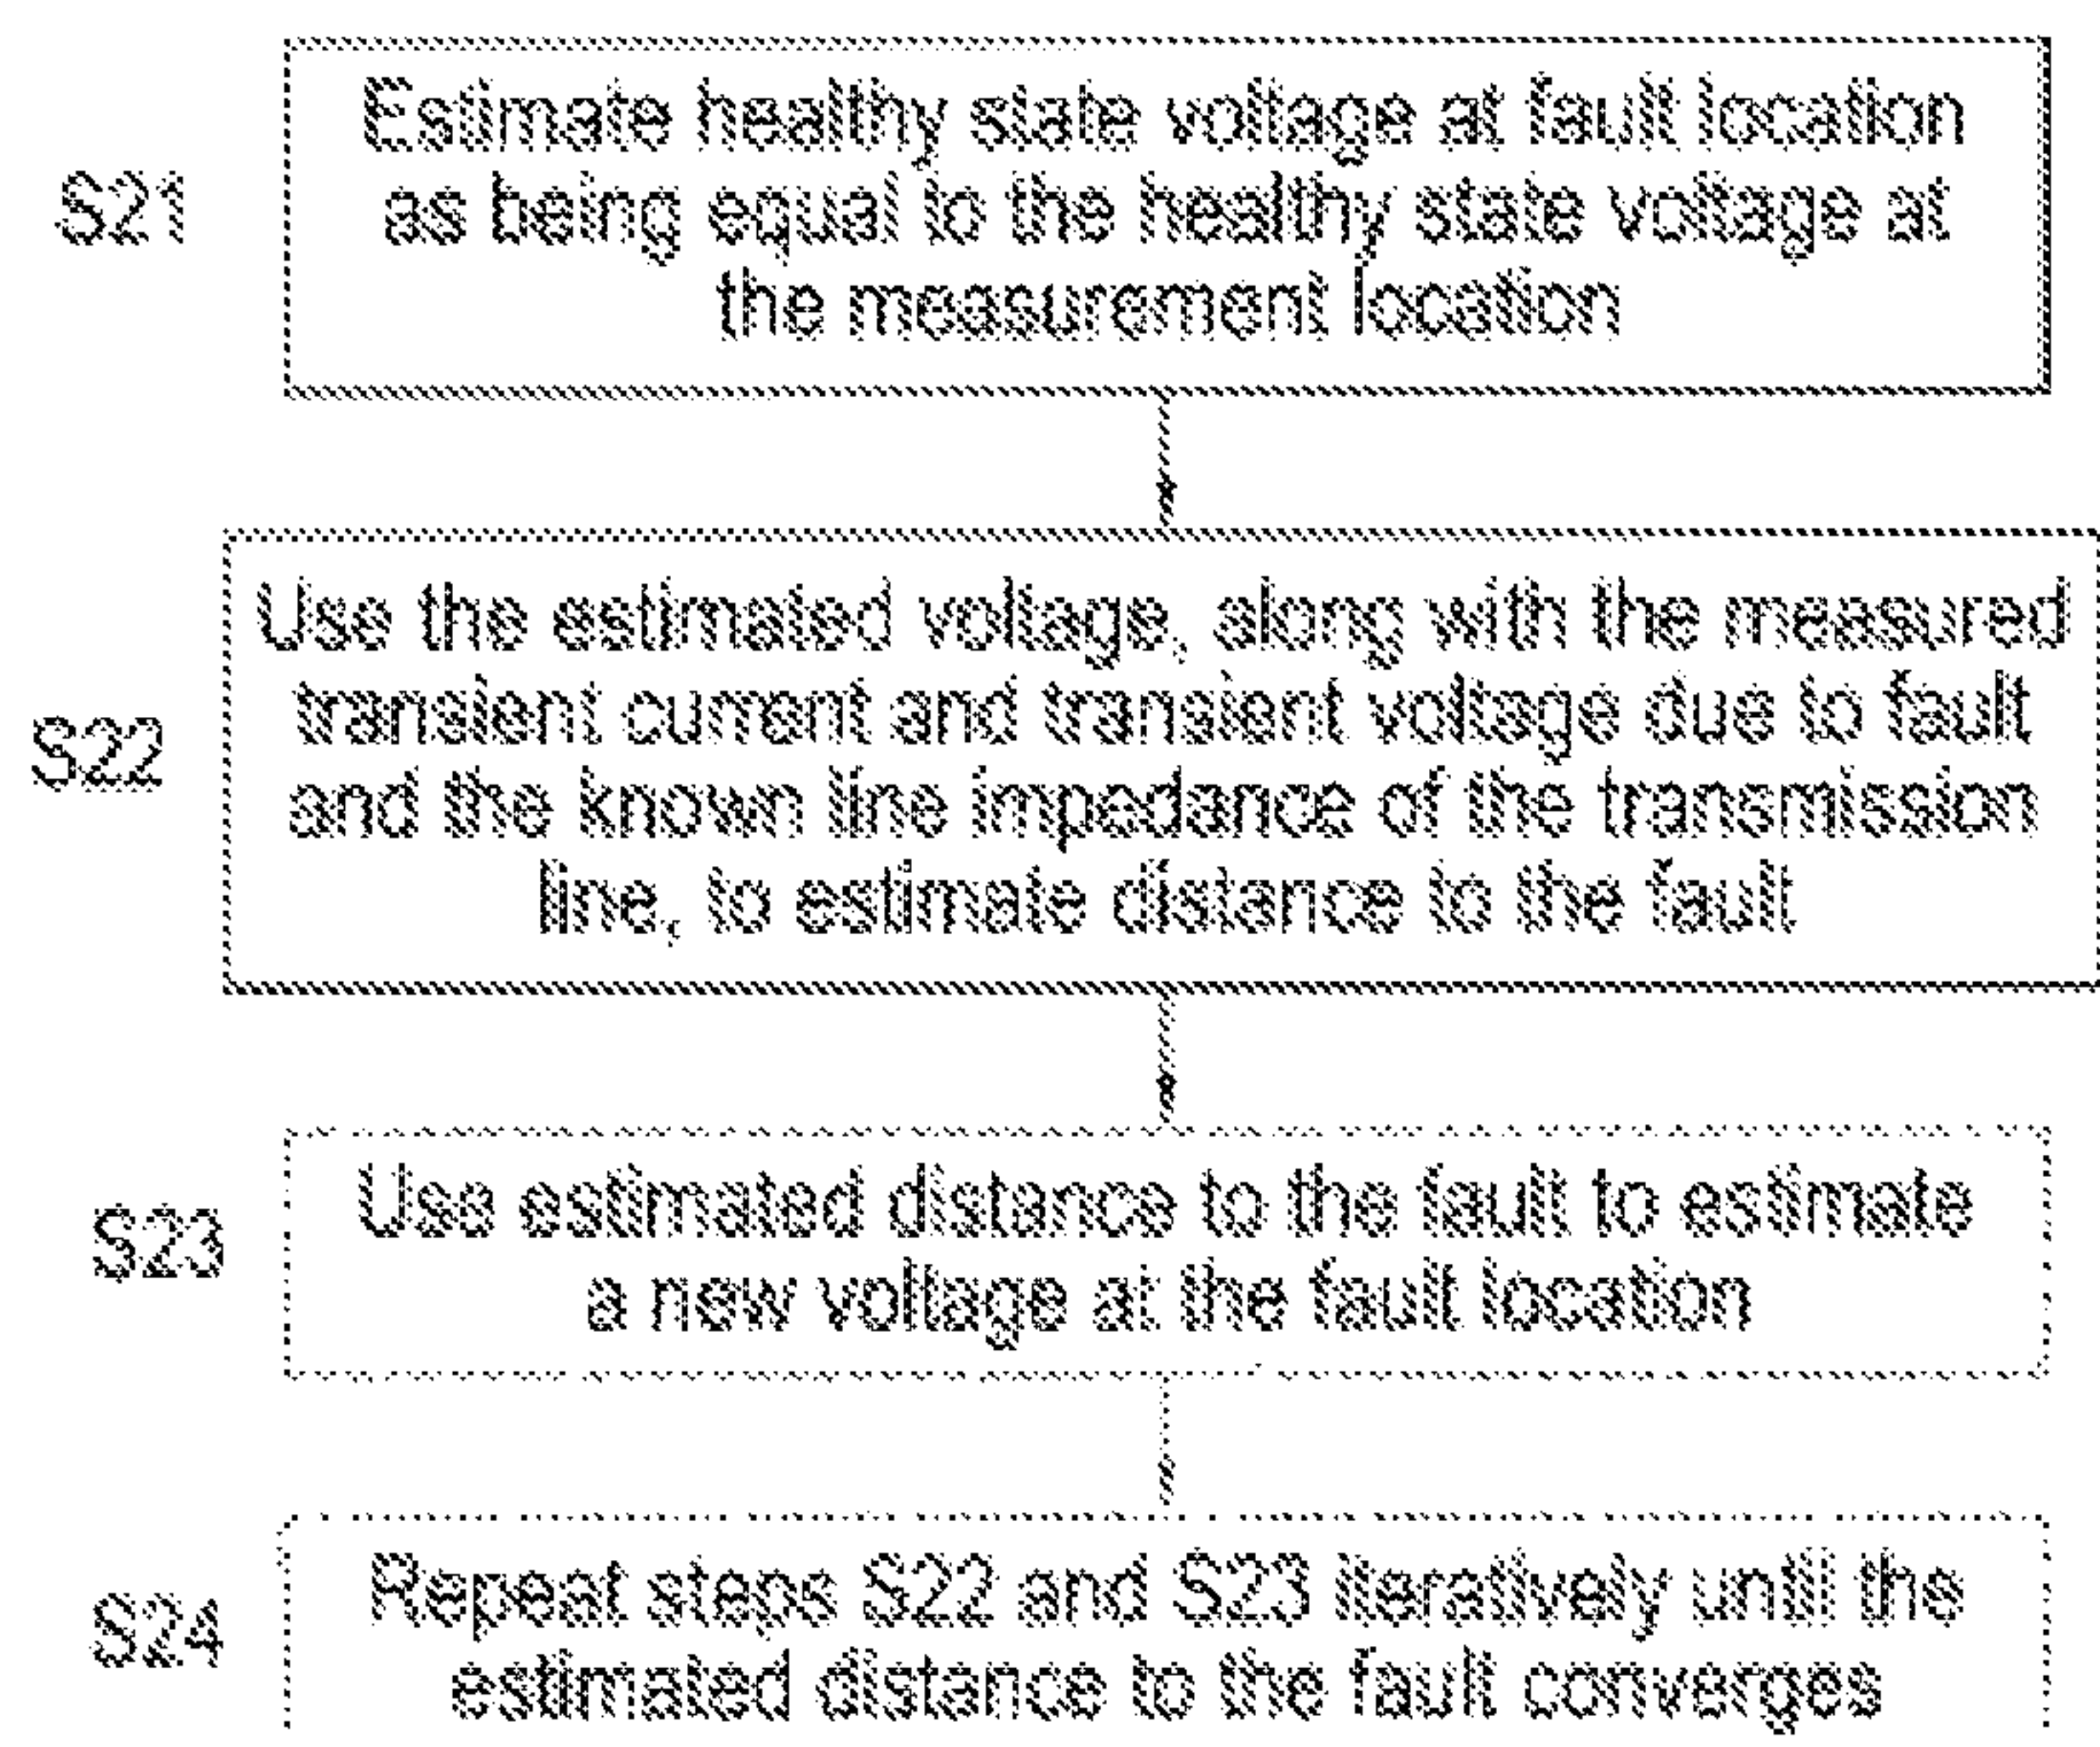 Estimate healthy state voltage at fault location
S21
as being equal to the healthy state voltage at
the measurement location
Use the estimated voltage, along with the measured
transient current and transient voltage due to fault
S22
and the known line impedance of the transmission
line, to estimate distance to the fault
Use estimated distance to the fault to estimate
S23
a new voltage at the fault location
Repeat steps S22 and S23 iteratively until the
S24
estimated distance to the fault converges